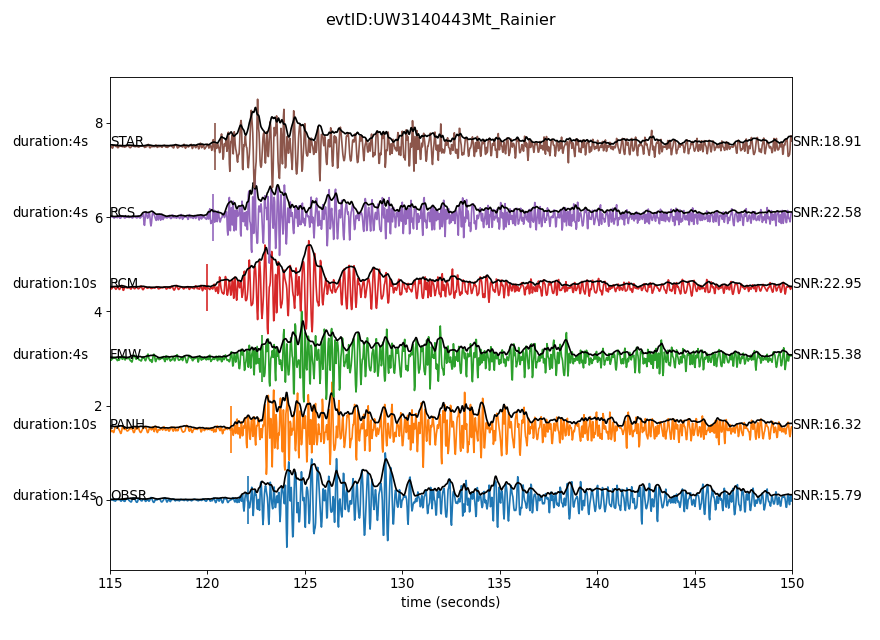 evtID:UW3140443Mt_Rainier
8
duration:4s STAR SNR:18.91
duration:4s RCS SNR:22.58
6
duration:10s RCM SNR:22.95
4
duration:4s FMW SNR:15.38
2
duration:10s PANH SNR:16.32
duration:14s OBSR SNR:15.79
0
115 120 125 130 135 140 145 150
time (seconds)